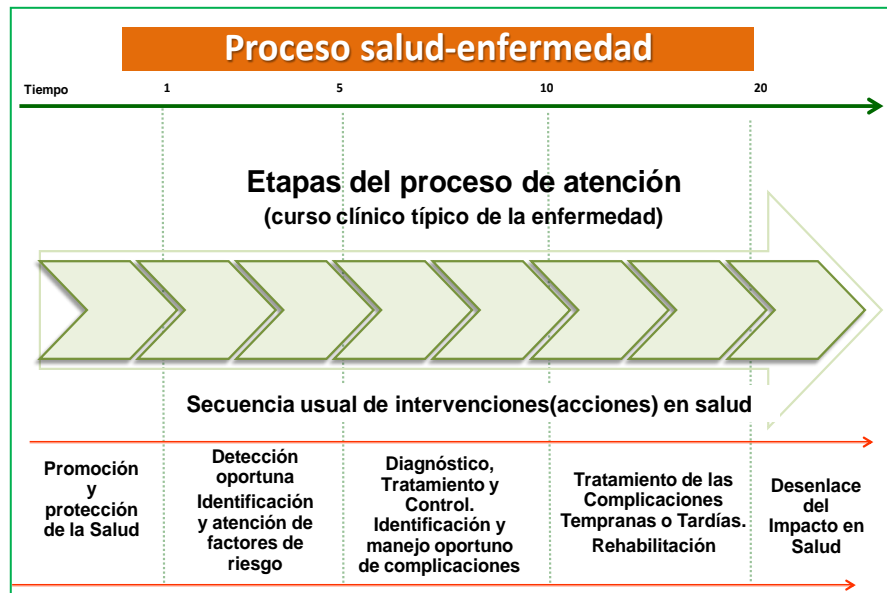 Proceso salud-enfermedad
Tiempo 1 5 10 20
Etapas del proceso de atención
(curso clínico típico de la enfermedad)
Secuencia usual de intervenciones(acciones) en salud
Promoción
y
protección
de la Salud
Detección
oportuna
Identificación
y atención de
factores de
riesgo
Diagnóstico,
Tratamiento y
Control.
Identificación y
manejo oportuno
de complicaciones
Tratamiento de las
Complicaciones
Tempranas o Tardías.
Rehabilitación
Desenlace
del
Impacto en
Salud